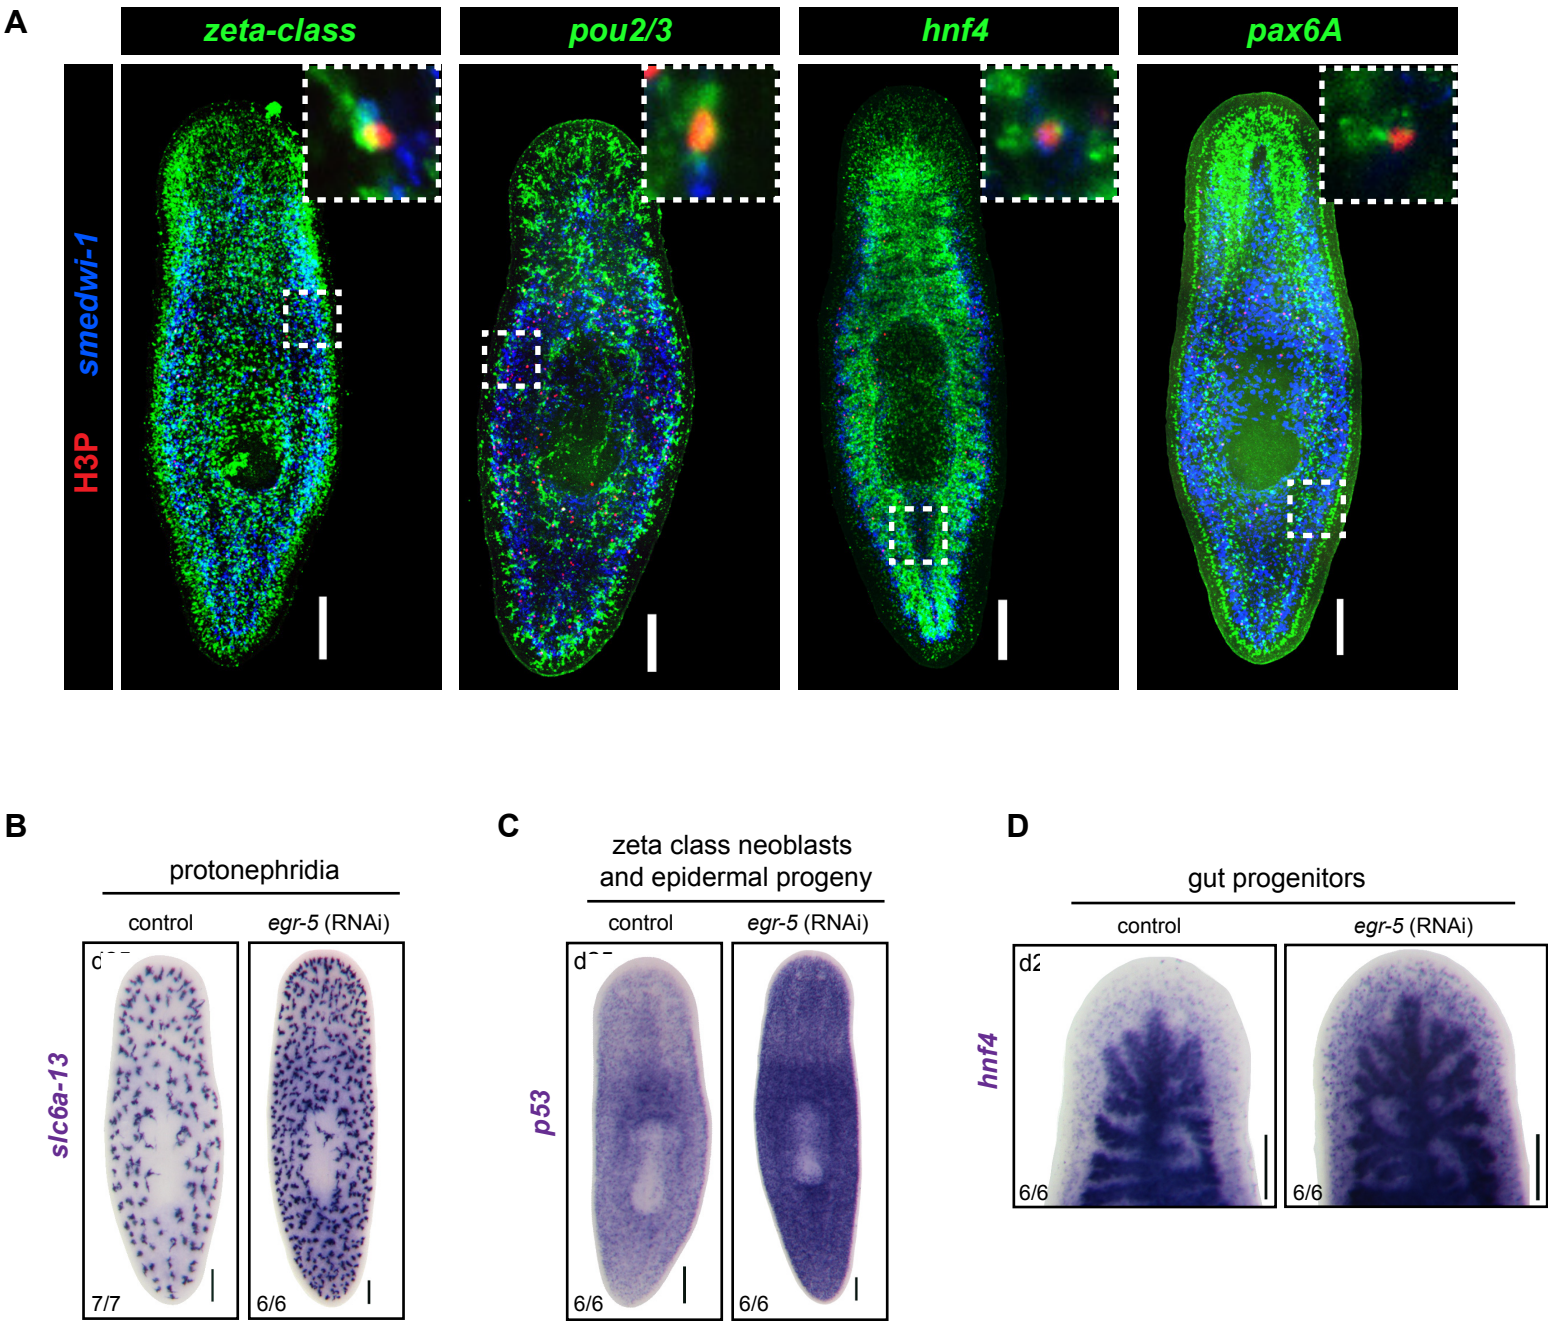 A
zeta-class
pou2/3
hnf4
pax6A
H3P smedwi-1
B
protonephridia
control
egr-5 (RNAi)
slc6a-13
7/7
6/6
C
zeta class neoblasts
and epidermal progeny
control
egr-5 (RNAi)
p53
6/6
6/6
D
gut progenitors
control
egr-5 (RNAi)
d2
hnf4
6/6
6/6